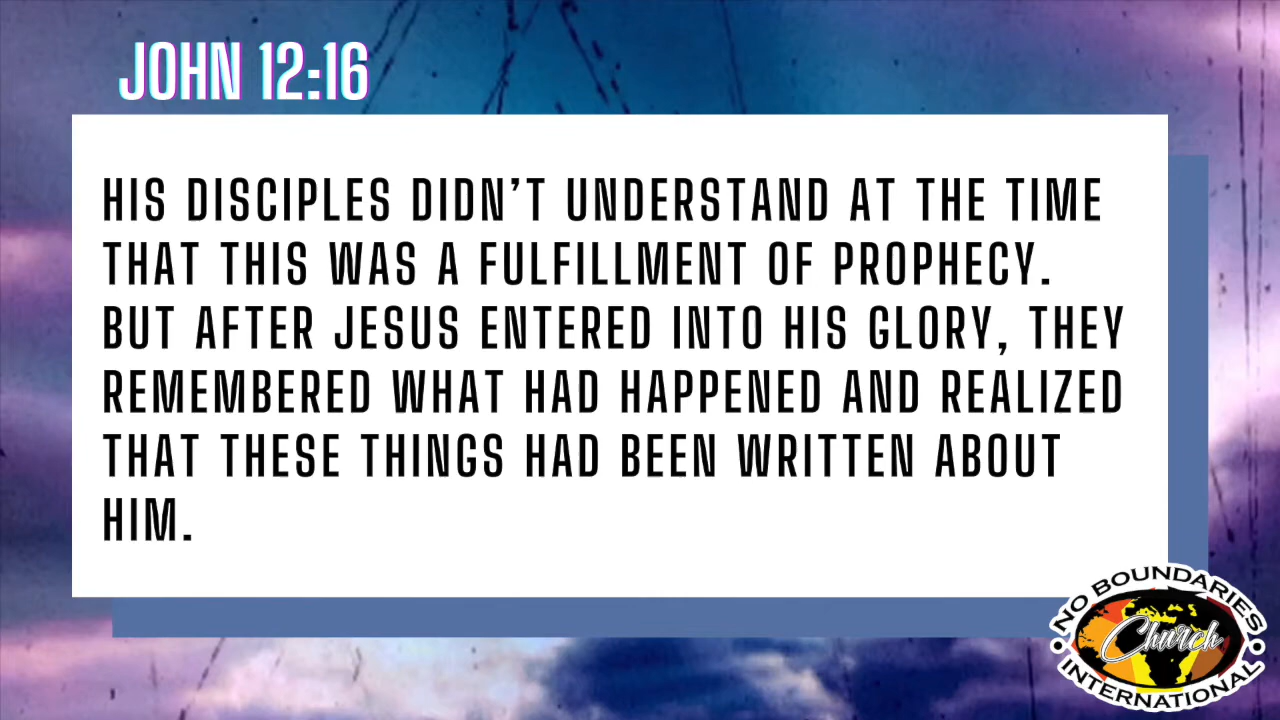 JOHN 12:16
HIS DISCIPLES DIDN'T UNDERSTAND AT THE TIME
THAT THIS WAS A FULFILLMENT OF PROPHECY.
BUT AFTER JESUS ENTERED INTO HIS GLORY, THEY
REMEMBERED WHAT HAD HAPPENED AND REALIZED
THAT THESE THINGS HAD BEEN WRITTEN ABOUT
HIM.
NO BOUNDARIES
Church
INTERNATIONAL